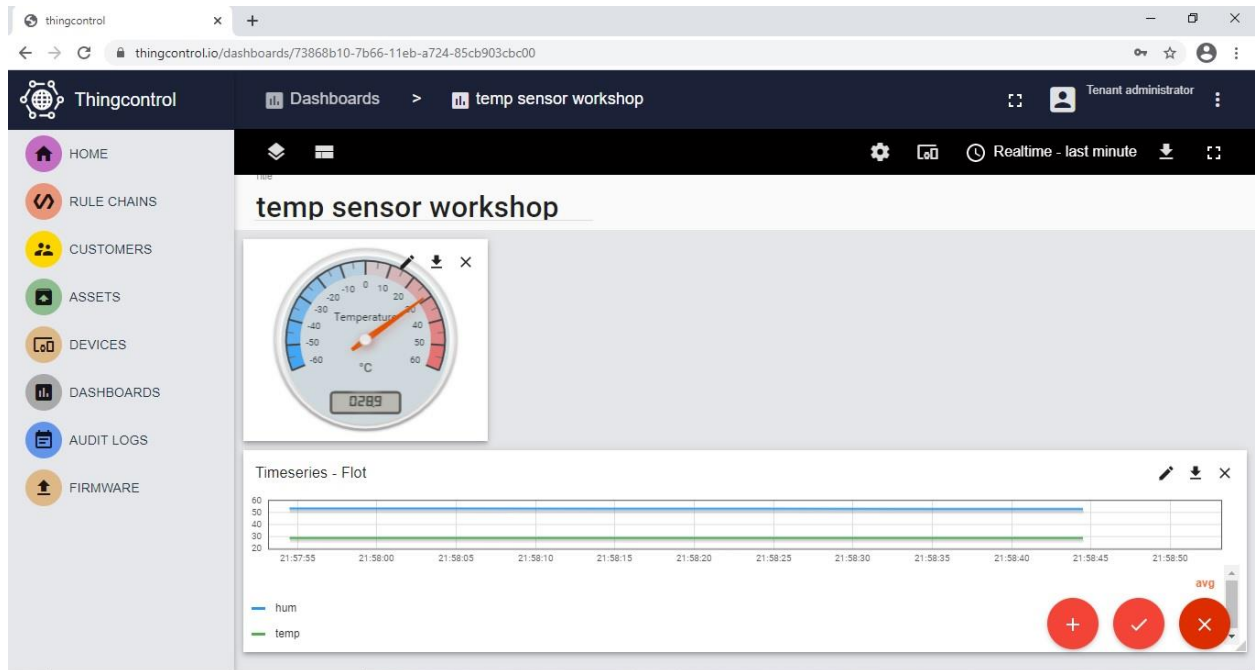 thingcontrol
thingcontrol.io/dashboards/73868b10-7b66-11eb-a724-85cb903cbc00
Thingcontrol
Dashboards > temp sensor workshop
Tenant administrator
HOME
RULE CHAINS
CUSTOMERS
ASSETS
DEVICES
DASHBOARDS
AUDIT LOGS
FIRMWARE
Realtime - last minute
Title
temp sensor workshop
-60 -50 -40 -30 -20 -10 0 10 20 30 40 50 60
Temperature
°C
028.9
Timeseries - Flot
60
50
40
30
20
21:57:55 21:58:00 21:58:05 21:58:10 21:58:15 21:58:20 21:58:25 21:58:30 21:58:35 21:58:40 21:58:45 21:58:50
avg
hum
temp